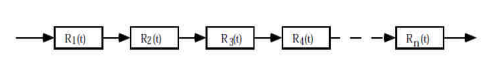 R₁(t) R₂(t) R₃(t) R₄(t) Rₙ(t)